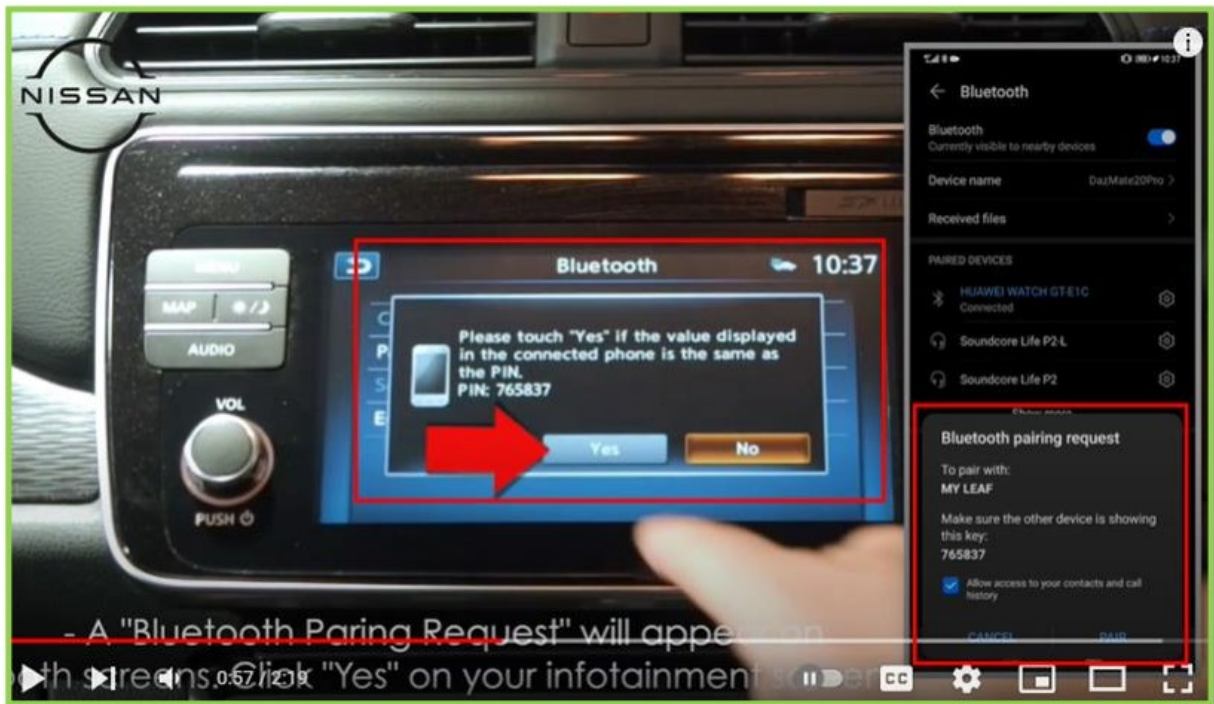 NISSAN
MENU
MAP
AUDIO
VOL
PUSH
Bluetooth
10:37
Please touch "Yes" if the value displayed
in the connected phone is the same as
the PIN.
PIN: 765837
Yes
No
10:37
Bluetooth
Bluetooth
Currently visible to nearby devices
Device name
DazMate20Pro >
Received files
>
PAIRED DEVICES
HUAWEI WATCH GT-E1C
Connected
Soundcore Life P2-L
Soundcore Life P2
Show more
Bluetooth pairing request
To pair with:
MY LEAF
Make sure the other device is showing
this key:
765837
Allow access to your contacts and call
history
CANCEL
PAIR
- A "Bluetooth Paring Request" will appear on
screens. Click "Yes" on your infotainment
0:57 / 2:19
CC